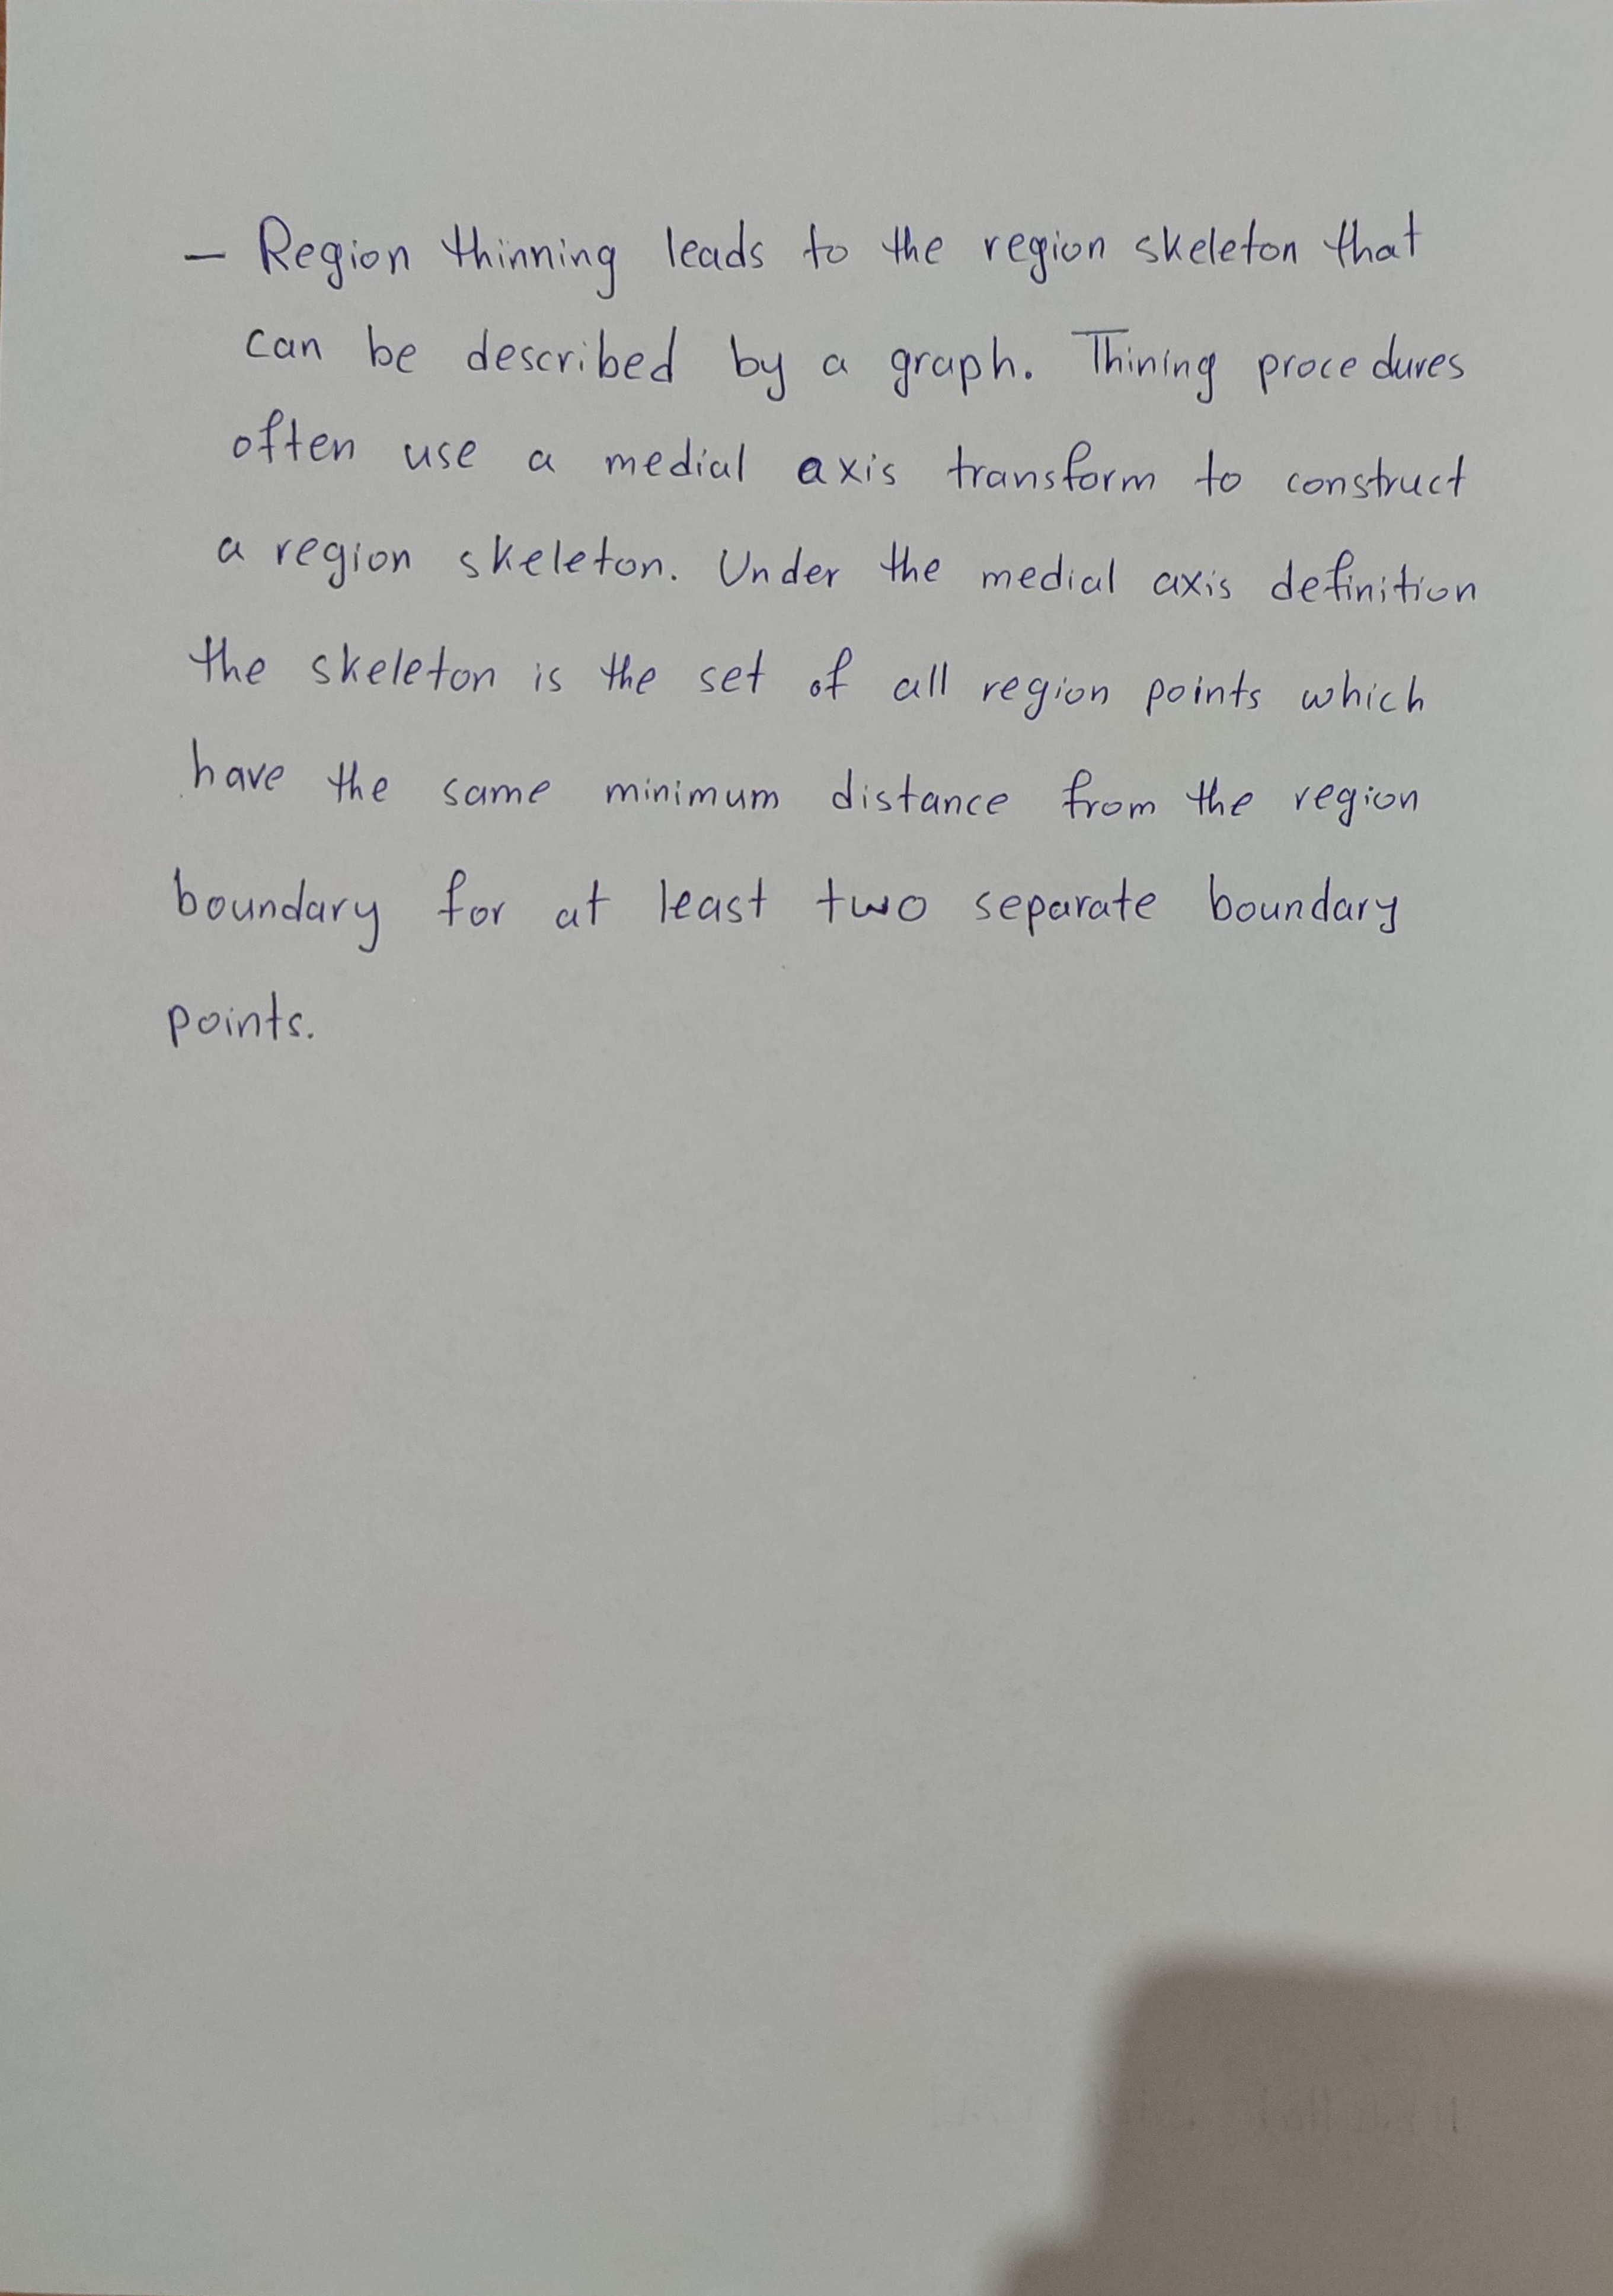 – Region thinning leads to the region skeleton that
can be described by a graph. Thining procedures
often use a medial axis transform to construct
a region skeleton. Under the medial axis definition
the skeleton is the set of all region points which
have the same minimum distance from the region
boundary for at least two separate boundary
points.